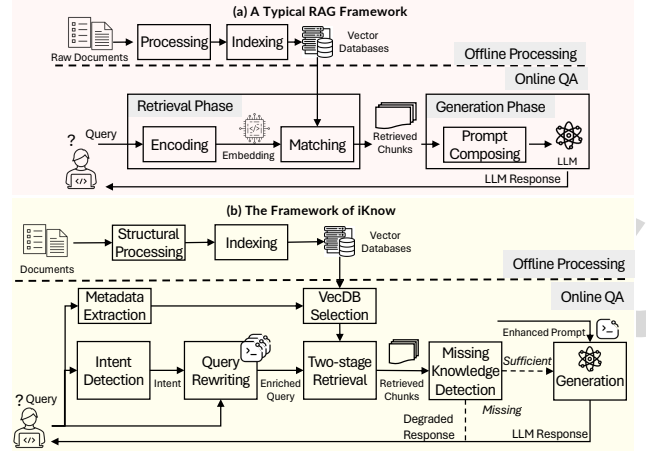 (a) A Typical RAG Framework
Raw Documents
Processing
Indexing
Vector
Databases
Offline Processing
Online QA
Retrieval Phase
Generation Phase
? Query
Encoding
Embedding
Matching
Retrieved
Chunks
Prompt
Composing
LLM
LLM Response
(b) The Framework of iKnow
Documents
Structural
Processing
Indexing
Vector
Databases
Offline Processing
Online QA
Metadata
Extraction
VecDB
Selection
Enhanced Prompt
Intent
Detection
Intent
Query
Rewriting
Enriched
Query
Two-stage
Retrieval
Retrieved
Chunks
Missing
Knowledge
Detection
Sufficient
Missing
Generation
? Query
Degraded
Response
LLM Response